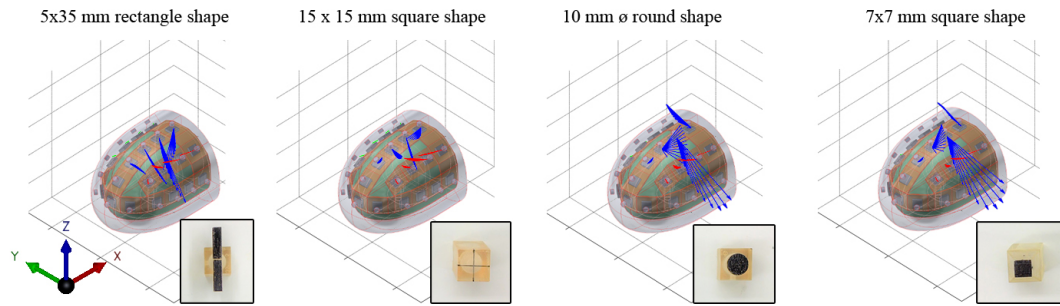 5x35 mm rectangle shape
15 x 15 mm square shape
10 mm ø round shape
7x7 mm square shape
Z
Y
X